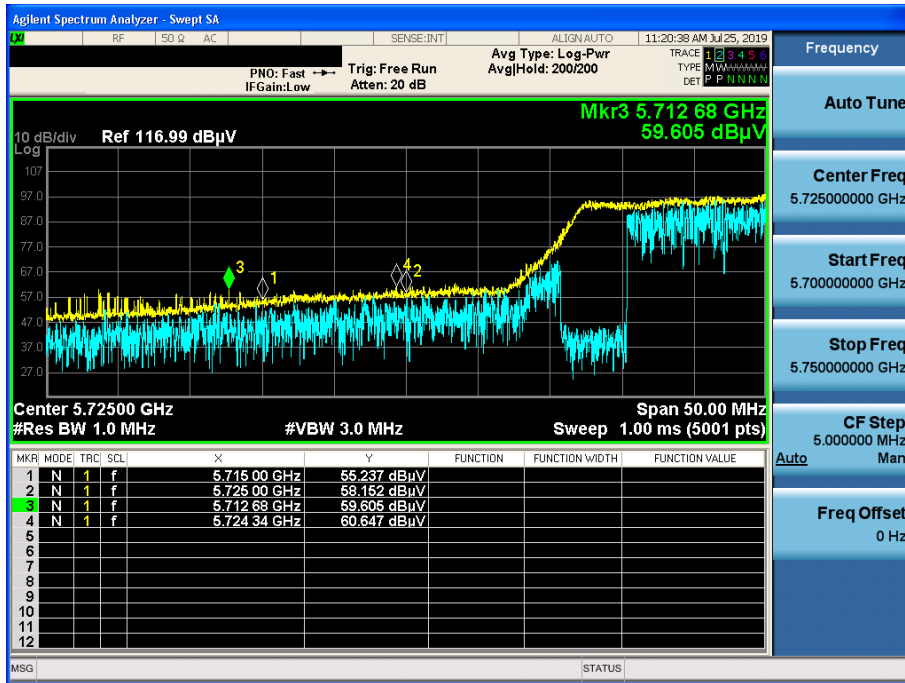 Agilent Spectrum Analyzer - Swept SA
LXI RF 50 Ω AC SENSE:INT ALIGN AUTO 11:20:38 AM Jul 25, 2019
Frequency
PNO: Fast Trig: Free Run Avg Type: Log-Pwr TRACE 1 2 3 4 5 6
IFGain:Low Atten: 20 dB Avg|Hold: 200/200 TYPE MWWWWW
DET P P N N N N
Auto Tune
Mkr3 5.712 68 GHz
59.605 dBµV
10 dB/div Ref 116.99 dBµV
Log
107
97.0
87.0
77.0
67.0
57.0
47.0
37.0
27.0
3
1
4
2
Center Freq
5.725000000 GHz
Start Freq
5.700000000 GHz
Stop Freq
5.750000000 GHz
Center 5.72500 GHz Span 50.00 MHz
#Res BW 1.0 MHz #VBW 3.0 MHz Sweep 1.00 ms (5001 pts)
CF Step
5.000000 MHz
Auto Man
MKR MODE TRC SCL X Y FUNCTION FUNCTION WIDTH FUNCTION VALUE
1 N 1 f 5.715 00 GHz 55.237 dBµV
2 N 1 f 5.725 00 GHz 58.152 dBµV
3 N 1 f 5.712 68 GHz 59.605 dBµV
4 N 1 f 5.724 34 GHz 60.647 dBµV
5
6
7
8
9
10
11
12
Freq Offset
0 Hz
MSG STATUS